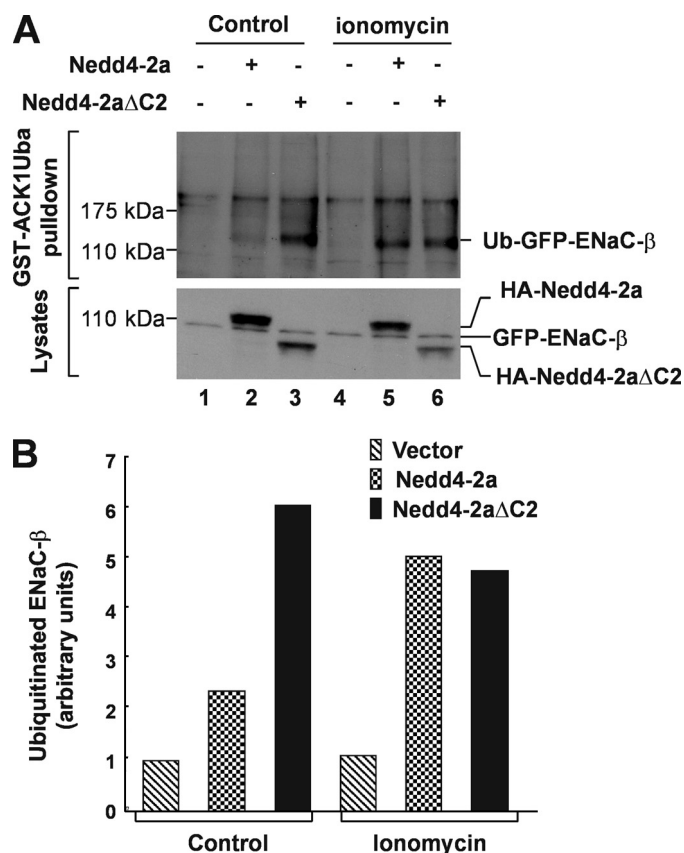 A
Control ionomycin
Nedd4-2a - + - - + -
Nedd4-2aΔC2 - - + - - +
GST-ACK1Uba
pulldown
175 kDa
110 kDa
Ub-GFP-ENaC-β
Lysates
110 kDa
HA-Nedd4-2a
GFP-ENaC-β
HA-Nedd4-2aΔC2
1 2 3 4 5 6
B
Vector
Nedd4-2a
Nedd4-2aΔC2
Ubiquitinated ENaC-β
(arbitrary units)
7
6
5
4
3
2
1
0
Control Ionomycin